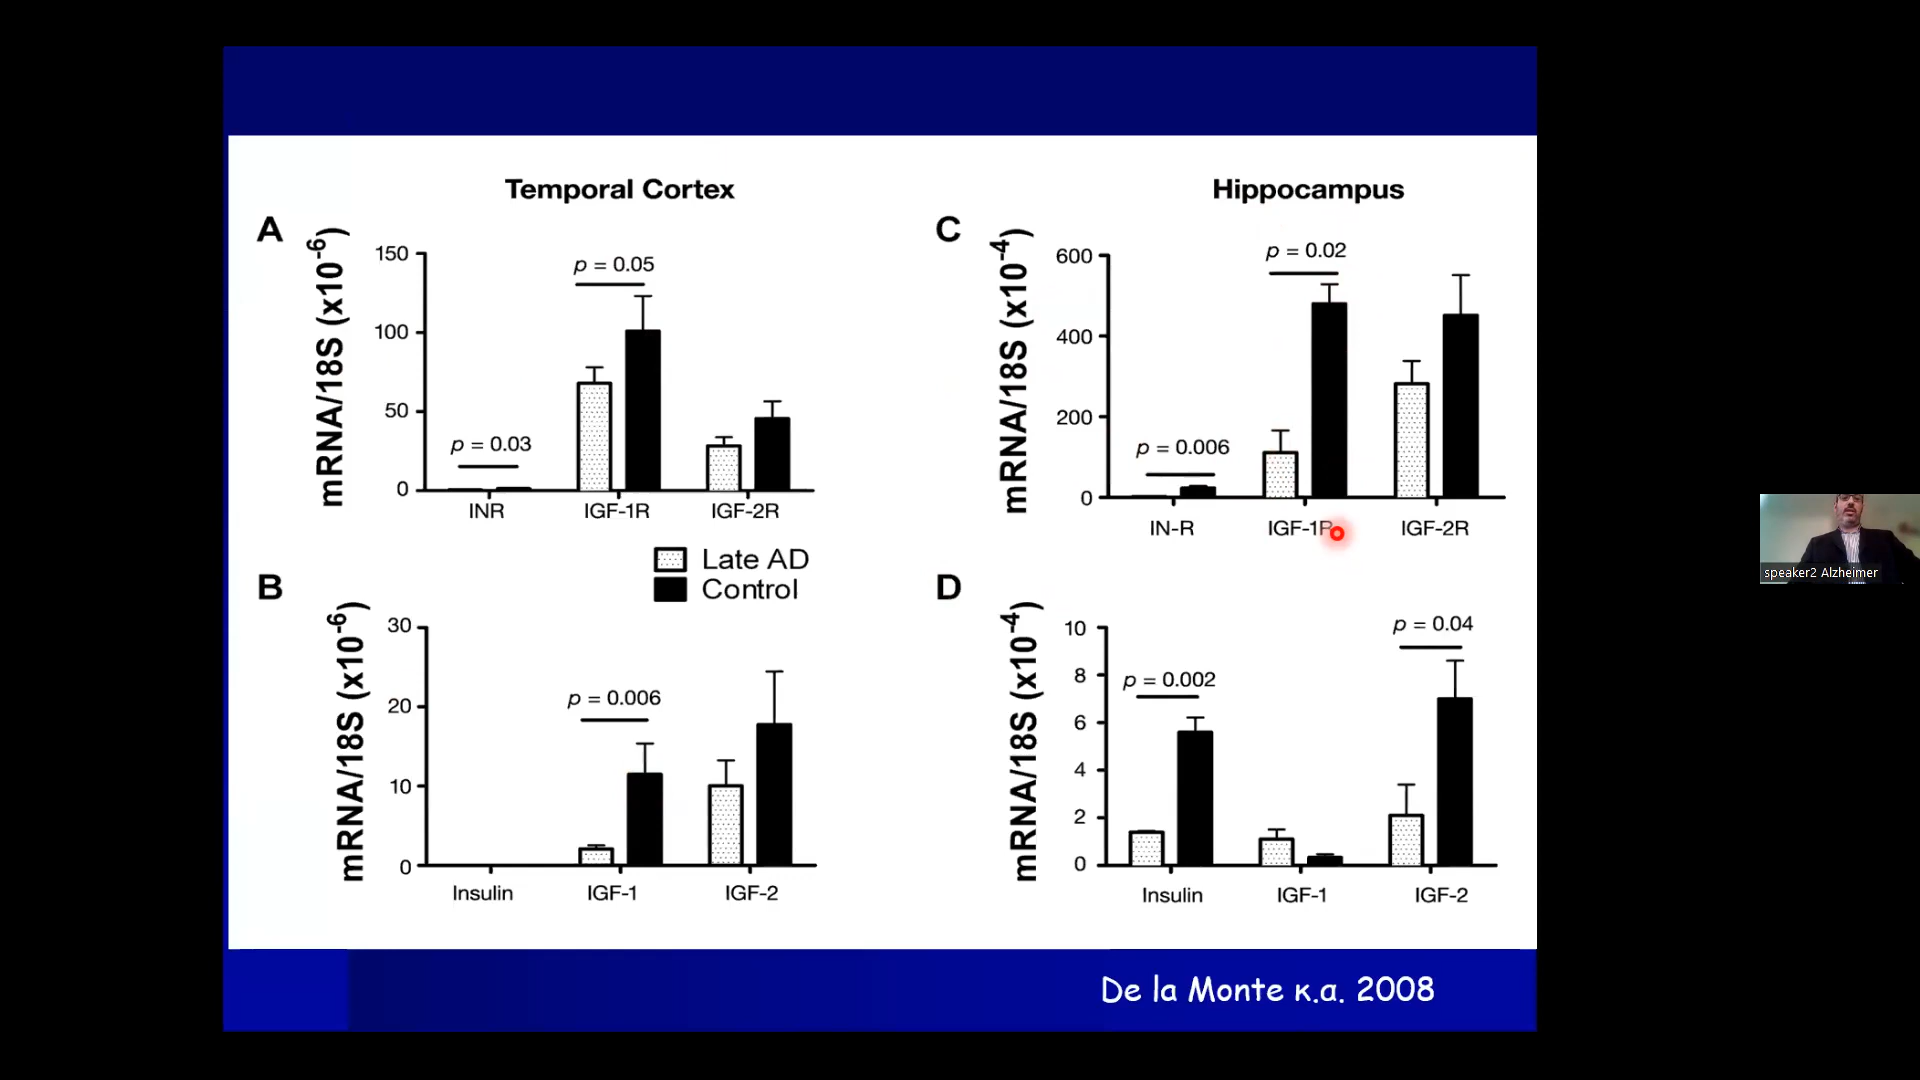 Temporal Cortex
A
mRNA/18S (x10-6)
150
100
50
0
p = 0.03
p = 0.05
INR
IGF-1R
IGF-2R
Late AD
Control
B
mRNA/18S (x10-6)
30
20
10
0
p = 0.006
Insulin
IGF-1
IGF-2
Hippocampus
C
mRNA/18S (x10-4)
600
400
200
0
p = 0.006
p = 0.02
IN-R
IGF-1R
IGF-2R
D
mRNA/18S (x10-4)
10
8
6
4
2
0
p = 0.002
p = 0.04
Insulin
IGF-1
IGF-2
De la Monte κ.α. 2008
speaker2 Alzheimer